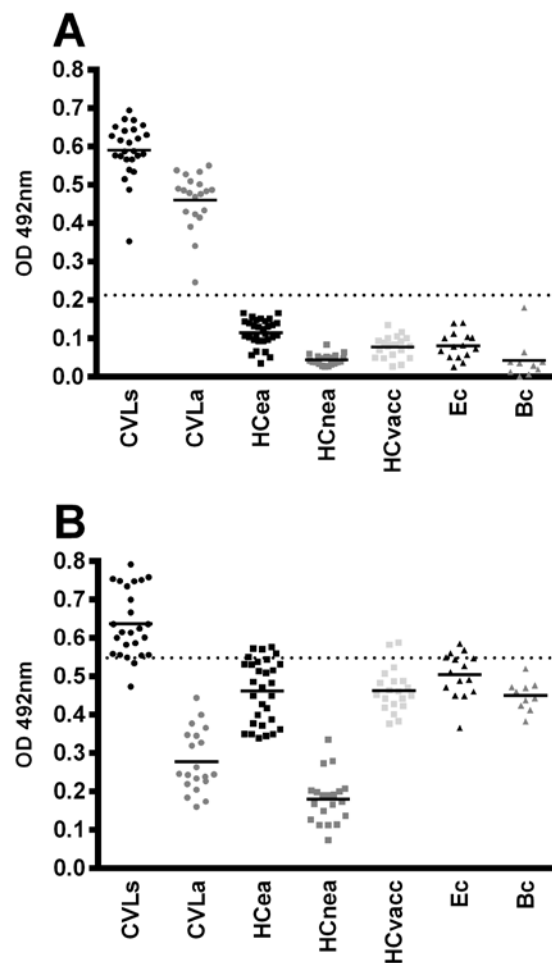 A
0.8
0.7
0.6
0.5
0.4
0.3
0.2
0.1
0.0
OD 492nm
CVLs
CVLa
HCea
HCnea
HCvacc
Ec
Bc
B
0.8
0.7
0.6
0.5
0.4
0.3
0.2
0.1
0.0
OD 492nm
CVLs
CVLa
HCea
HCnea
HCvacc
Ec
Bc